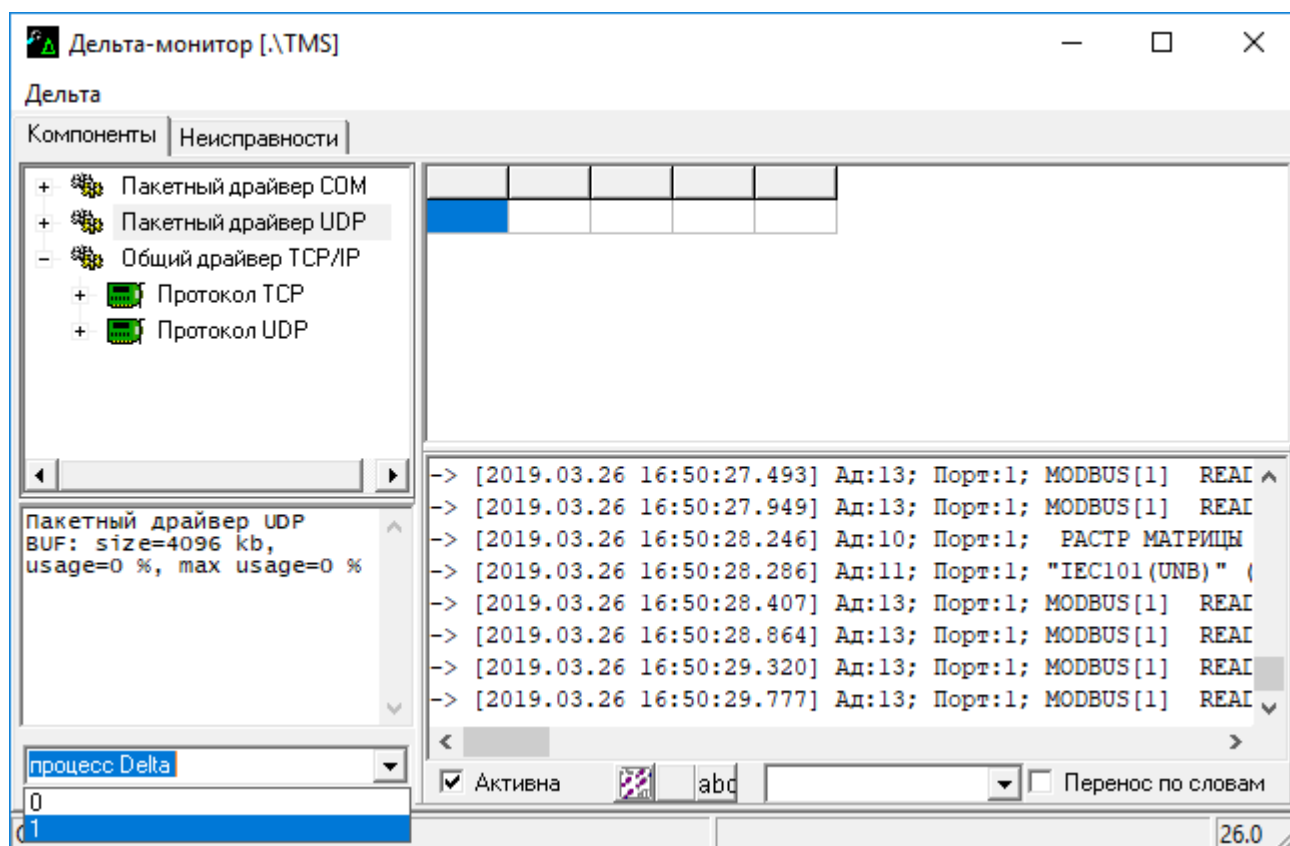 Дельта-монитор [.\TMS]
Дельта
Компоненты
Неисправности
Пакетный драйвер COM
Пакетный драйвер UDP
Общий драйвер TCP/IP
Протокол TCP
Протокол UDP
Пакетный драйвер UDP
BUF: size=4096 kb,
usage=0 %, max usage=0 %
процесс Delta
0
1
-> [2019.03.26 16:50:27.493] Ад:13; Порт:1; MODBUS[1] READ
-> [2019.03.26 16:50:27.949] Ад:13; Порт:1; MODBUS[1] READ
-> [2019.03.26 16:50:28.246] Ад:10; Порт:1; РАСТР МАТРИЦЫ
-> [2019.03.26 16:50:28.286] Ад:11; Порт:1; "IEC101(UNB)" (
-> [2019.03.26 16:50:28.407] Ад:13; Порт:1; MODBUS[1] READ
-> [2019.03.26 16:50:28.864] Ад:13; Порт:1; MODBUS[1] READ
-> [2019.03.26 16:50:29.320] Ад:13; Порт:1; MODBUS[1] READ
-> [2019.03.26 16:50:29.777] Ад:13; Порт:1; MODBUS[1] READ
Активна
abc
Перенос по словам
26.0